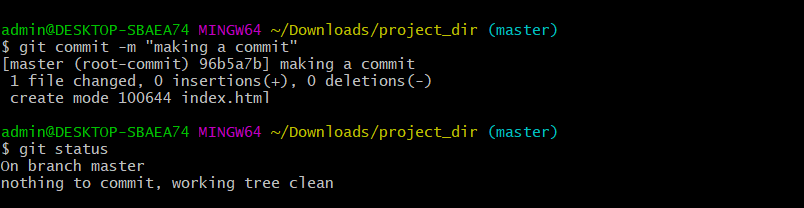 admin@DESKTOP-SBAEA74 MINGW64 ~/Downloads/project_dir (master)
$ git commit -m "making a commit"
[master (root-commit) 96b5a7b] making a commit
 1 file changed, 0 insertions(+), 0 deletions(-)
 create mode 100644 index.html
admin@DESKTOP-SBAEA74 MINGW64 ~/Downloads/project_dir (master)
$ git status
On branch master
nothing to commit, working tree clean